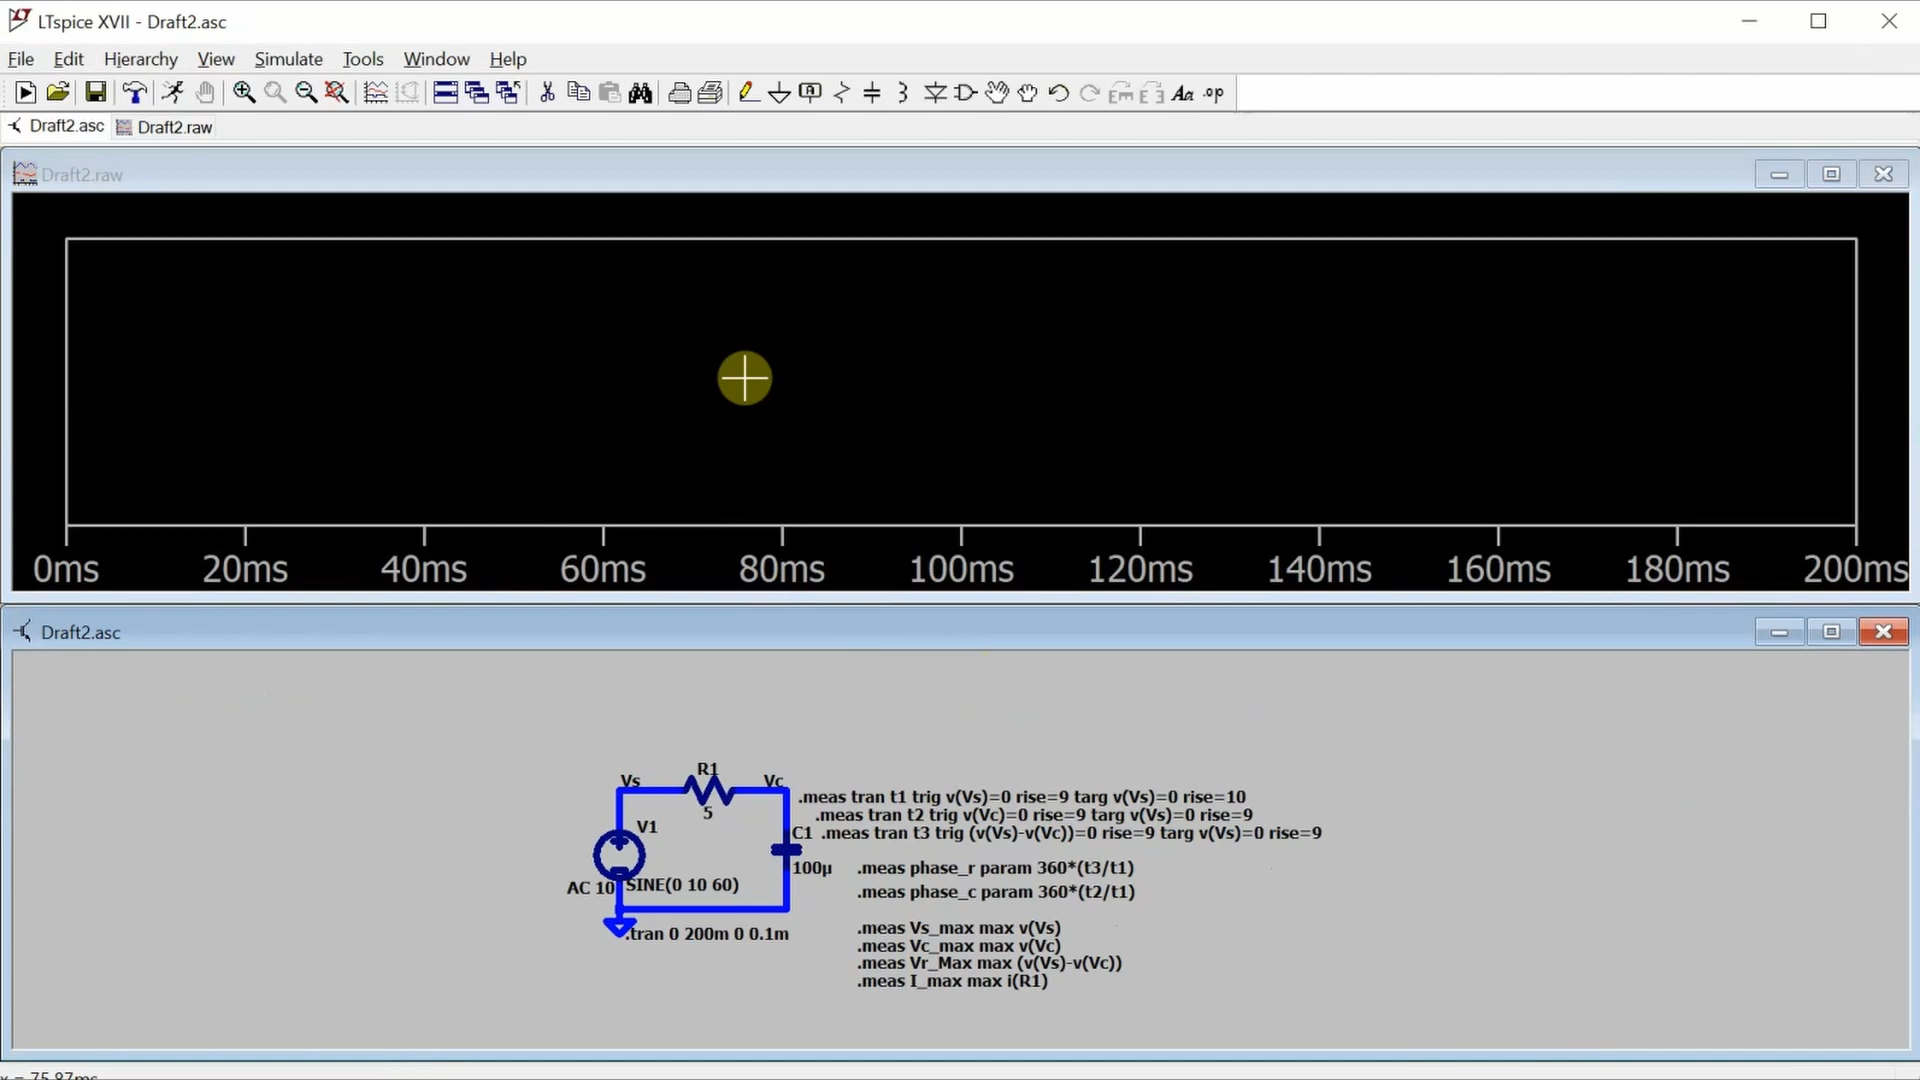 LTspice XVII - Draft2.asc
File Edit Hierarchy View Simulate Tools Window Help
Aa .op
Draft2.asc Draft2.raw
Draft2.raw
0ms 20ms 40ms 60ms 80ms 100ms 120ms 140ms 160ms 180ms 200ms
Draft2.asc
R1
Vs Vc
5
V1
C1
100µ
AC 10 SINE(0 10 60)
.tran 0 200m 0 0.1m
.meas tran t1 trig v(Vs)=0 rise=9 targ v(Vs)=0 rise=10
.meas tran t2 trig v(Vc)=0 rise=9 targ v(Vs)=0 rise=9
.meas tran t3 trig (v(Vs)-v(Vc))=0 rise=9 targ v(Vs)=0 rise=9
.meas phase_r param 360*(t3/t1)
.meas phase_c param 360*(t2/t1)
.meas Vs_max max v(Vs)
.meas Vc_max max v(Vc)
.meas Vr_Max max (v(Vs)-v(Vc))
.meas I_max max i(R1)
x = 75.87ms